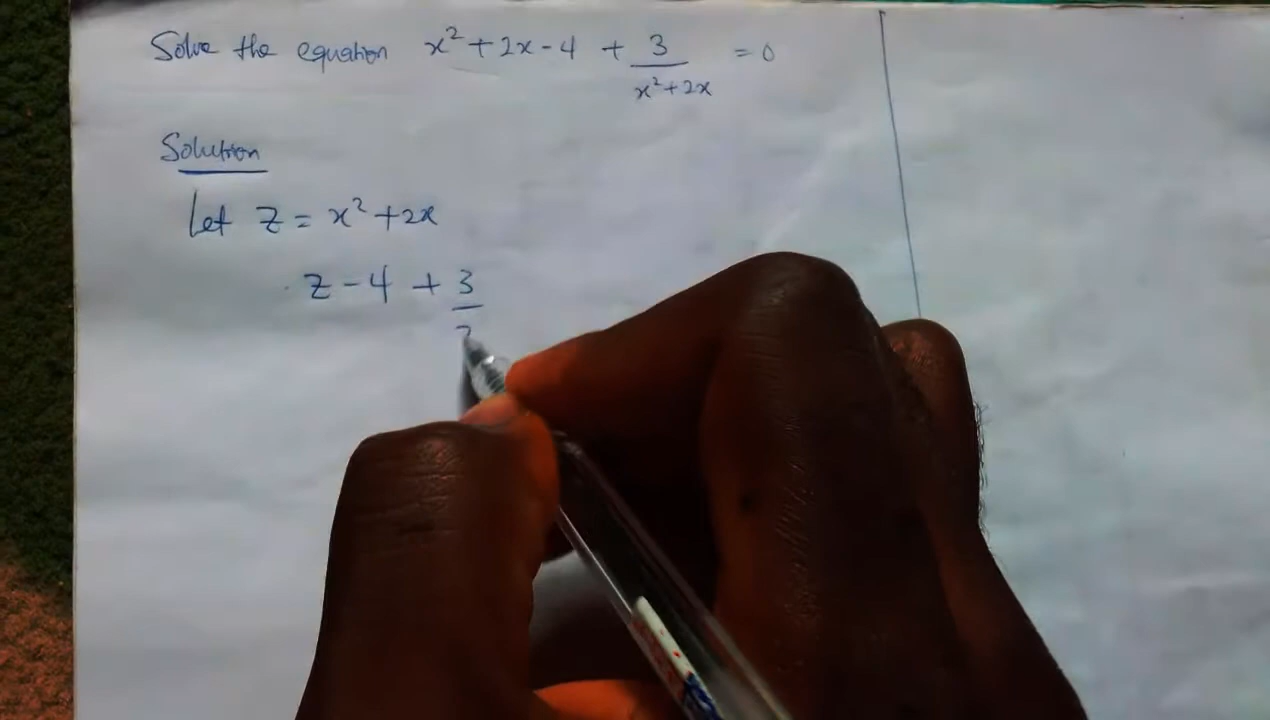 Solve the equation x² + 2x - 4 + 3/(x² + 2x) = 0
Solution
Let z = x² + 2x
z - 4 + 3/